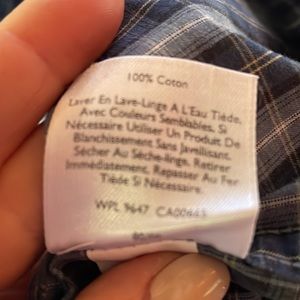 100% Coton
Laver En Lave-Linge A L'Eau Tiède,
Avec Couleurs Semblables, Si
Nécessaire Utiliser Un Produit De
Blanchissement Sans Javellisant,
Sécher Au Sèche-linge, Retirer
Immédiatement, Repasser Au Fer
Tiède Si Nécessaire.
WPL 9647 CA00643